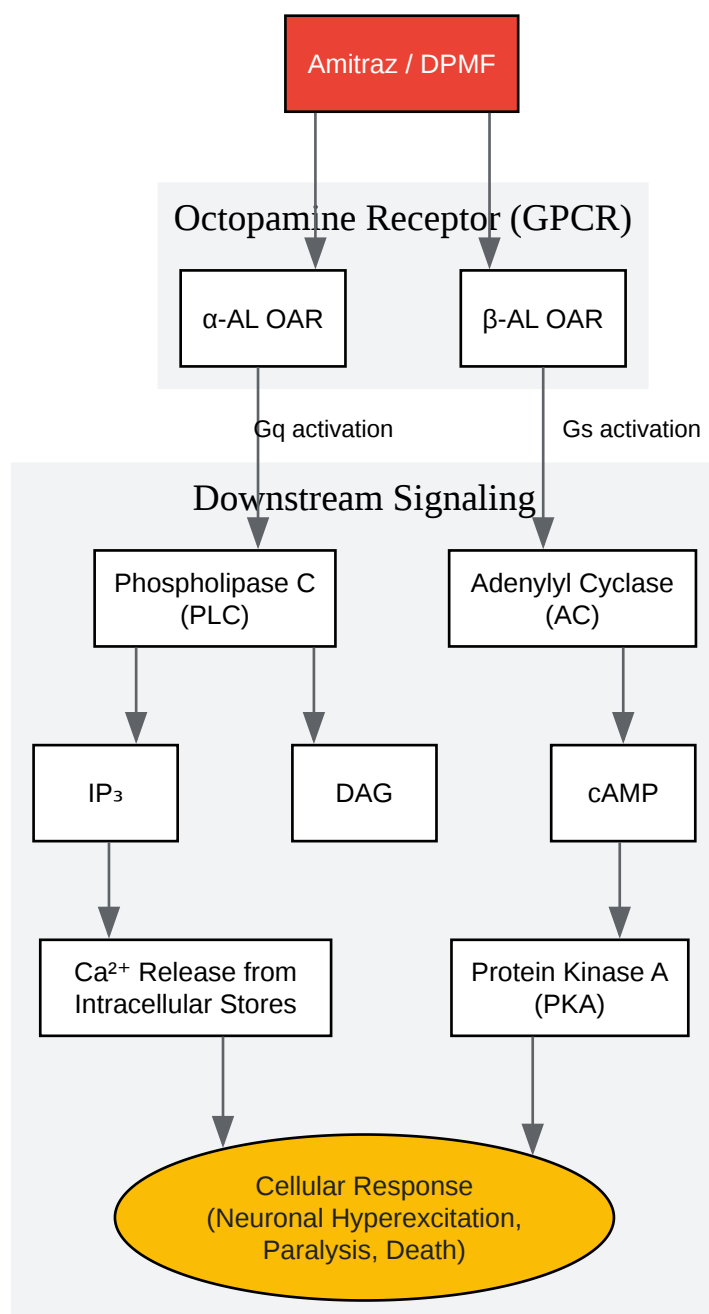 Amitraz / DPMF
Octopamine Receptor (GPCR)
α-AL OAR
β-AL OAR
Gq activation
Gs activation
Downstream Signaling
Phospholipase C
(PLC)
Adenylyl Cyclase
(AC)
IP₃
DAG
cAMP
Ca²⁺ Release from
Intracellular Stores
Protein Kinase A
(PKA)
Cellular Response
(Neuronal Hyperexcitation,
Paralysis, Death)